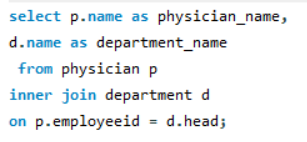 select p.name as physician_name,
d.name as department_name
from physician p
inner join department d
on p.employeeid = d.head;